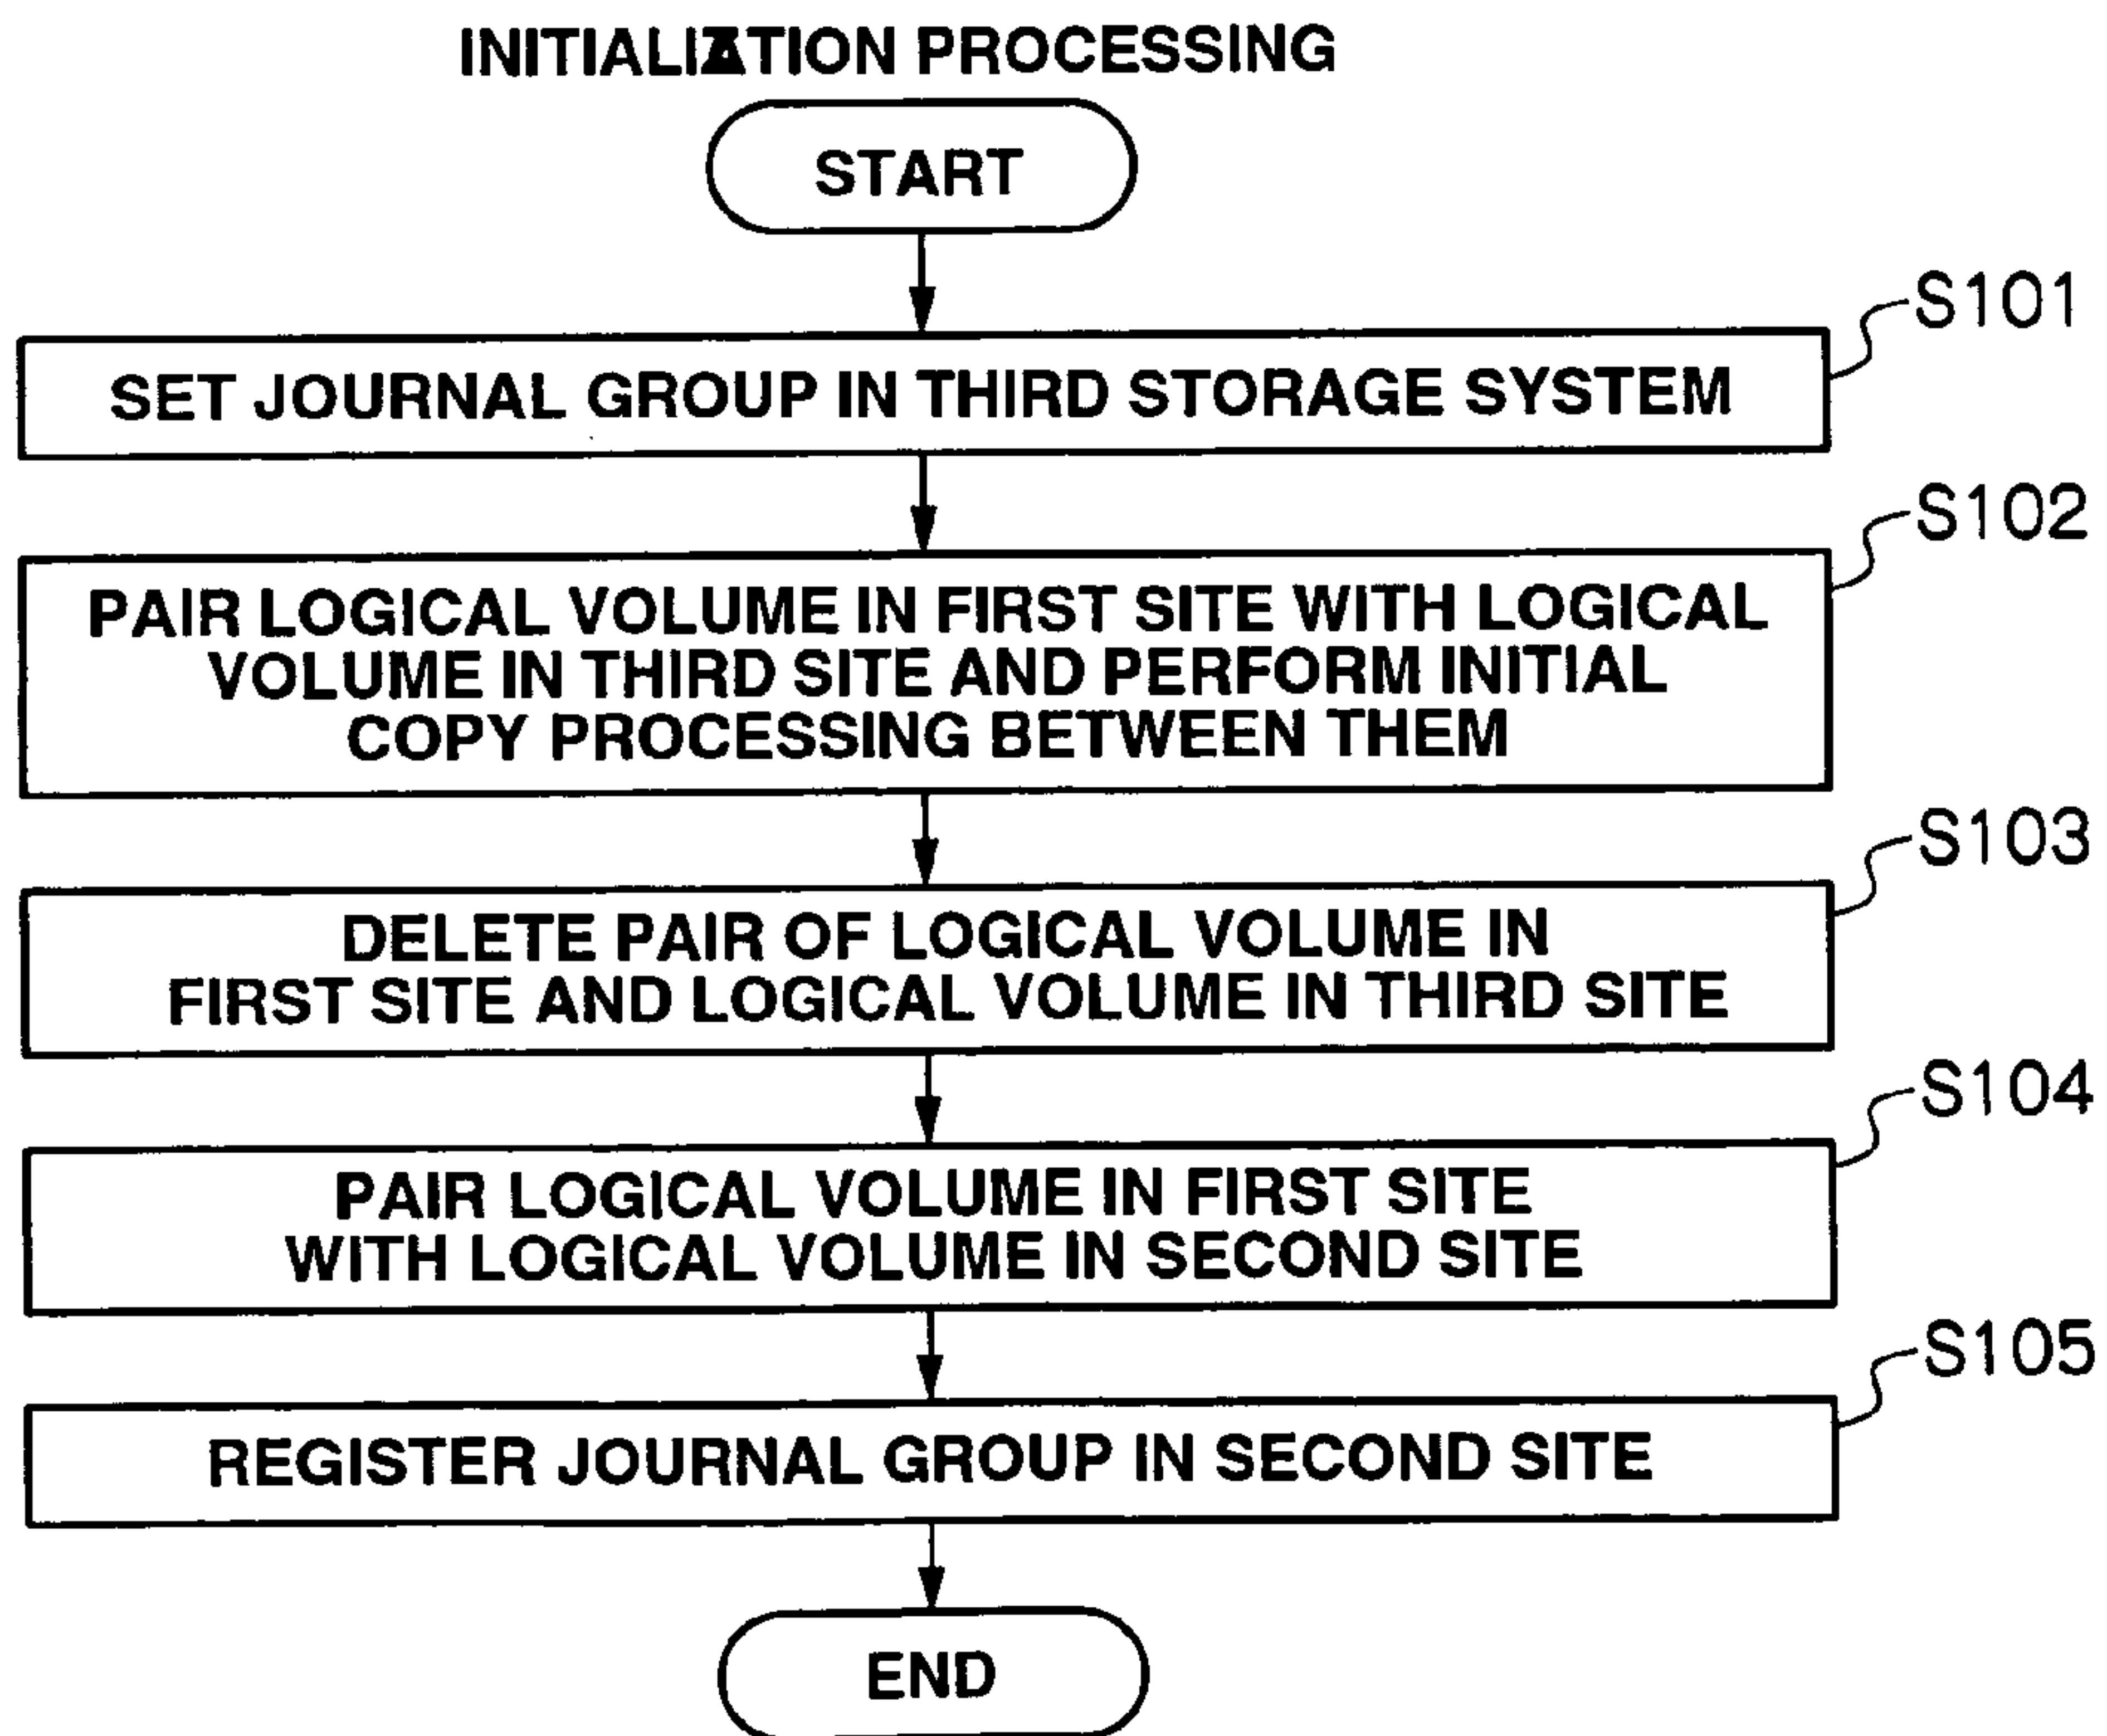 INITIALIZATION PROCESSING
START
S101
SET JOURNAL GROUP IN THIRD STORAGE SYSTEM
S102
PAIR LOGICAL VOLUME IN FIRST SITE WITH LOGICAL
VOLUME IN THIRD SITE AND PERFORM INITIAL
COPY PROCESSING BETWEEN THEM
S103
DELETE PAIR OF LOGICAL VOLUME IN
FIRST SITE AND LOGICAL VOLUME IN THIRD SITE
S104
PAIR LOGICAL VOLUME IN FIRST SITE
WITH LOGICAL VOLUME IN SECOND SITE
S105
REGISTER JOURNAL GROUP IN SECOND SITE
END